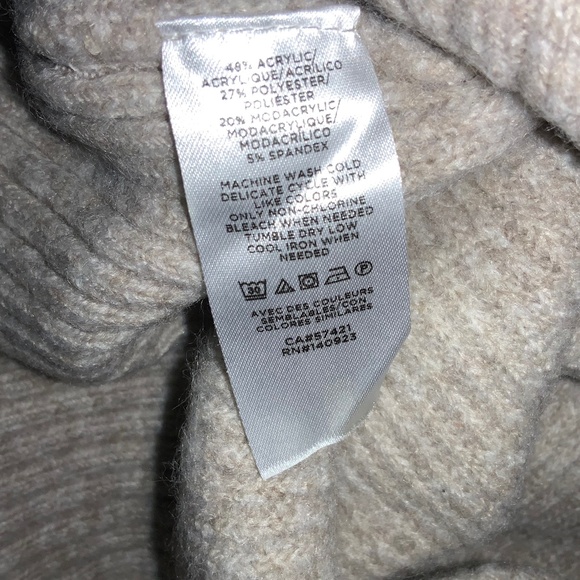 48% ACRYLIC/
ACRYLIQUE/ACRÍLICO
27% POLYESTER/
POLIÉSTER
20% MODACRYLIC/
MODACRYLIQUE/
MODACRÍLICO
5% SPANDEX
MACHINE WASH COLD
DELICATE CYCLE WITH
LIKE COLORS
ONLY NON-CHLORINE
BLEACH WHEN NEEDED
TUMBLE DRY LOW
COOL IRON WHEN
NEEDED
30 P
AVEC DES COULEURS
SEMBLABLES/CON
COLORES SIMILARES
CA#57421
RN#140923